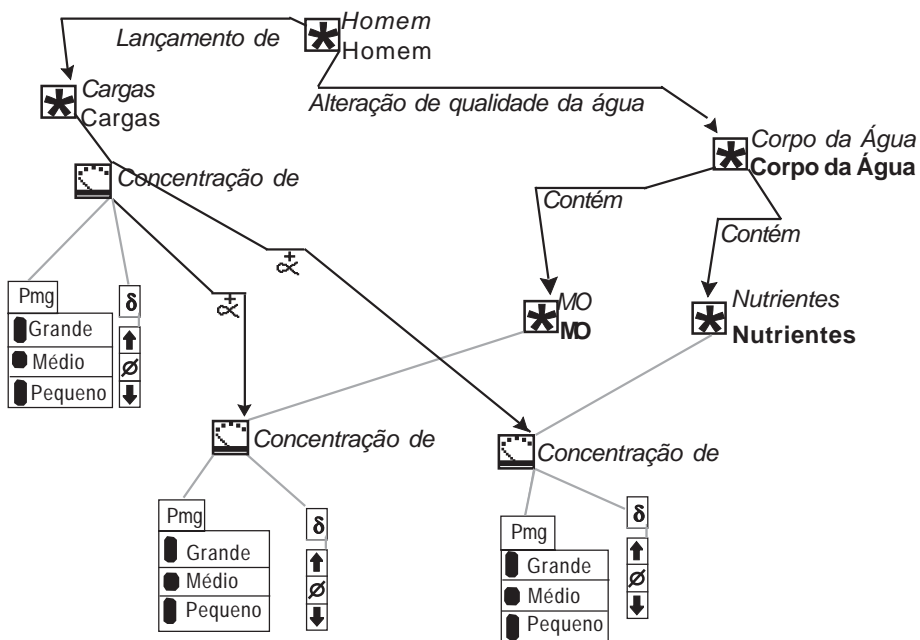 Homem
Lançamento de
Homem
Cargas
Cargas
Alteração de qualidade da água
Corpo da Água
Corpo da Água
Concentração de
Contém
Contém
+
∝
+
∝
Pmg
δ
Grande
Médio
Ø
Pequeno
MO
MO
Nutrientes
Nutrientes
Concentração de
Concentração de
Pmg
δ
Grande
Médio
Ø
Pequeno
Pmg
δ
Grande
Médio
Ø
Pequeno